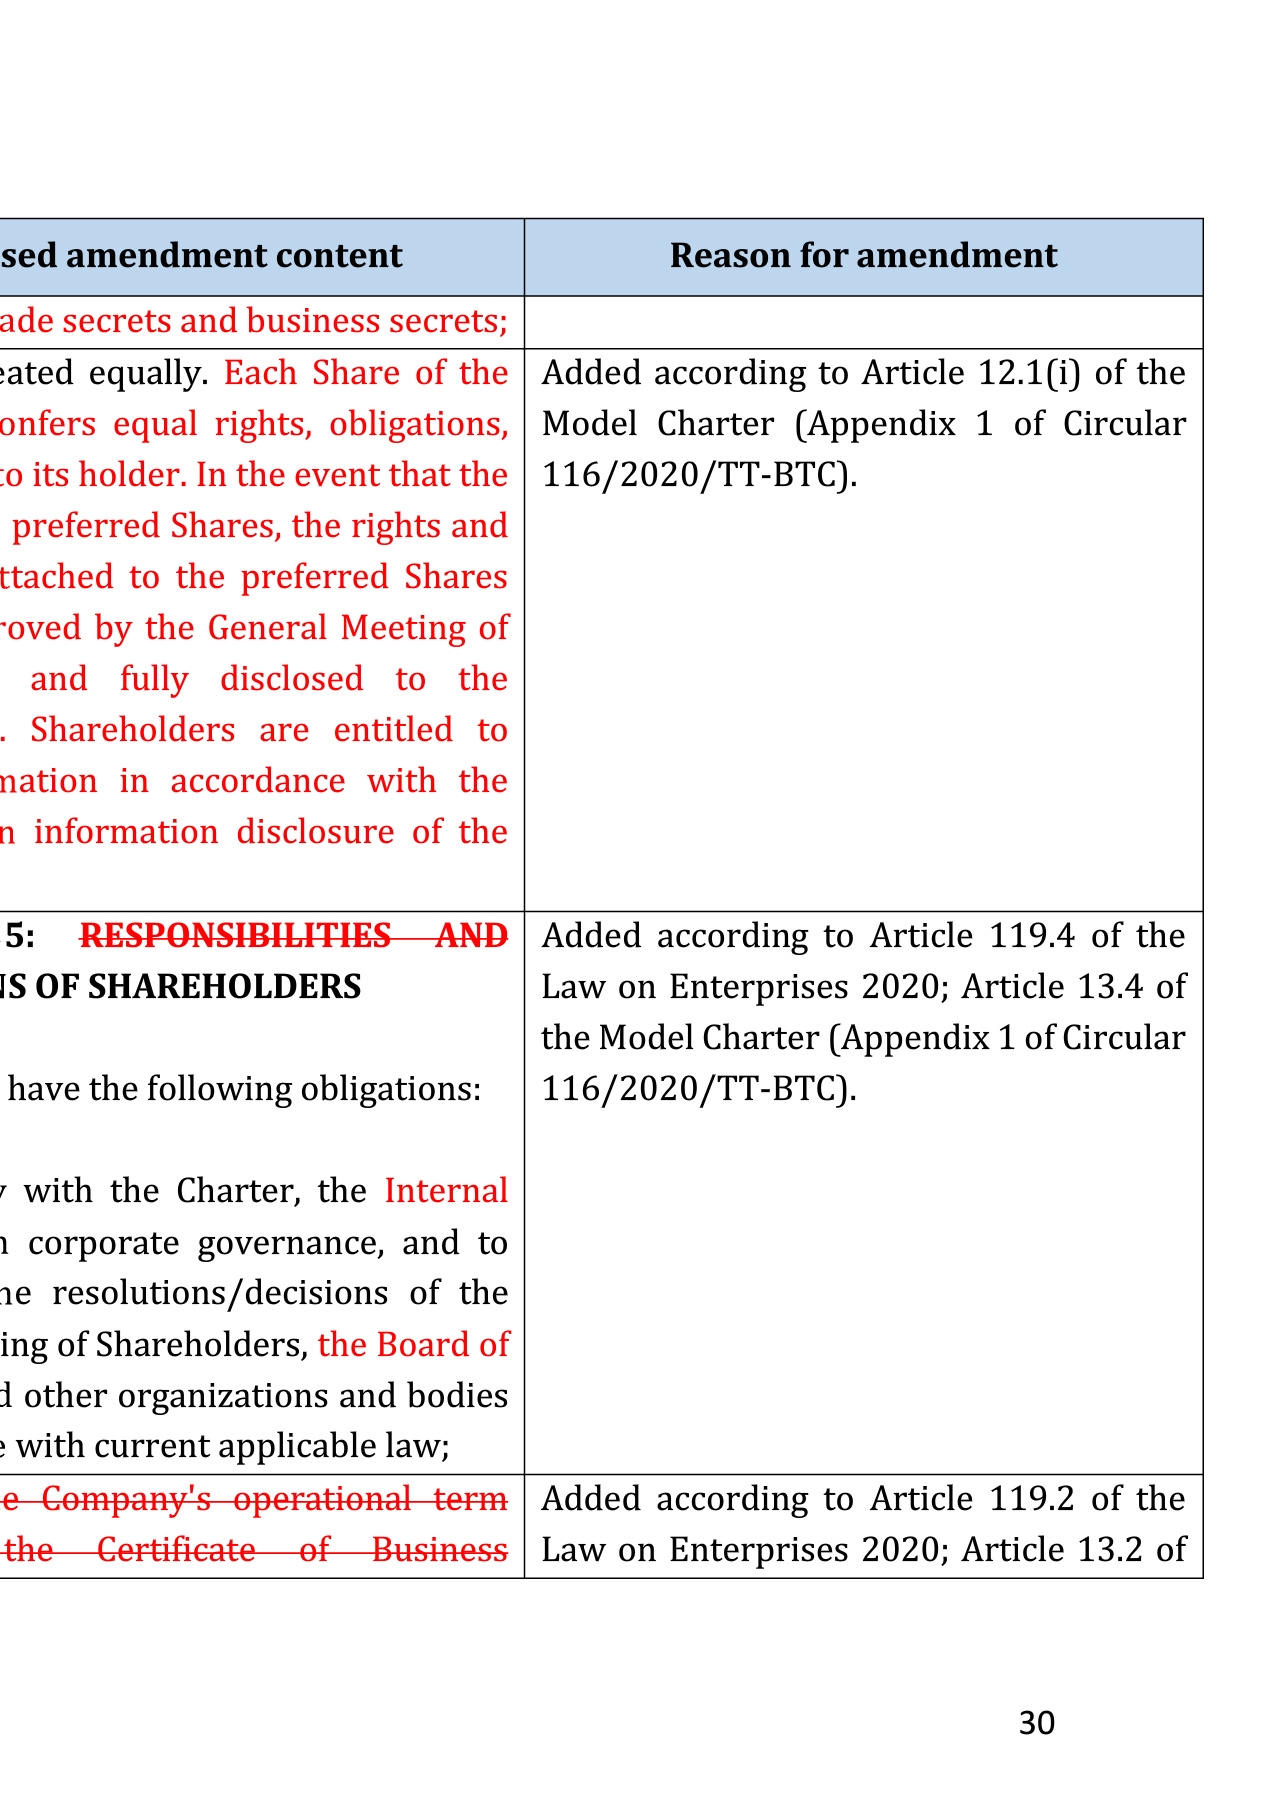 amendment content
Reason for amendment
secrets and business secrets;
equally. Each Share of the
equal rights, obligations,
to its holder. In the event that the
preferred Shares, the rights and
to the preferred Shares
by the General Meeting of
and fully disclosed to the
. Shareholders are entitled to
in accordance with the
information disclosure of the
Added according to Article 12.1(i) of the
Model Charter (Appendix 1 of Circular
116/2020/TT-BTC).
5: RESPONSIBILITIES AND
OF SHAREHOLDERS
have the following obligations:
with the Charter, the Internal
corporate governance, and to
resolutions/decisions of the
of Shareholders, the Board of
other organizations and bodies
with current applicable law;
Added according to Article 119.4 of the
Law on Enterprises 2020; Article 13.4 of
the Model Charter (Appendix 1 of Circular
116/2020/TT-BTC).
Company's operational term
the Certificate of Business
Added according to Article 119.2 of the
Law on Enterprises 2020; Article 13.2 of
30